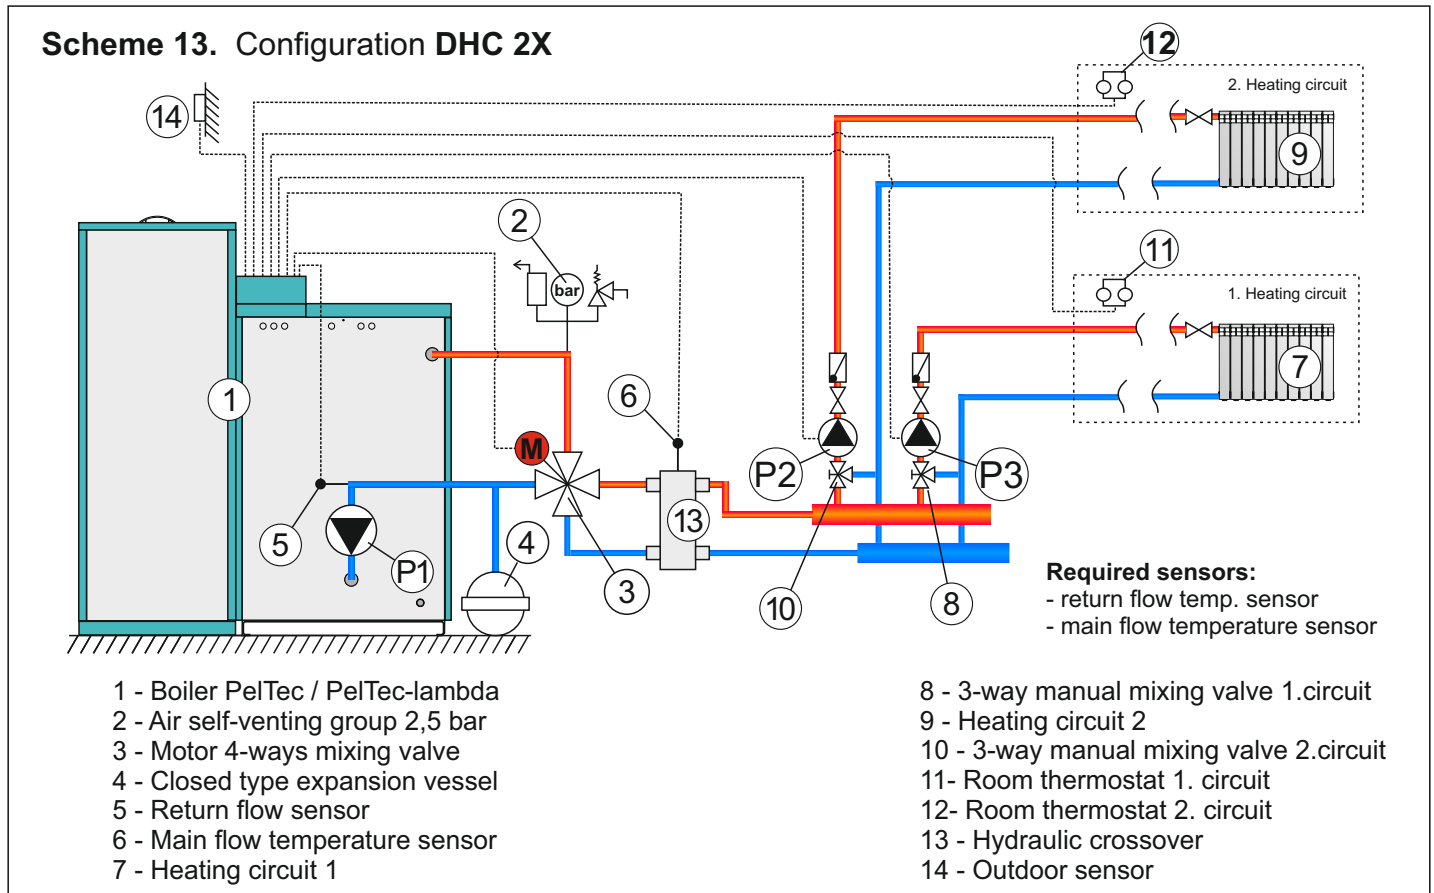 Scheme 13. Configuration DHC 2X
12
2. Heating circuit
14
9
2
11
bar
1. Heating circuit
7
1
6
M
P2
P3
13
5
4
P1
3
10
8
Required sensors:
- return flow temp. sensor
- main flow temperature sensor
1 - Boiler PelTec / PelTec-lambda
2 - Air self-venting group 2,5 bar
3 - Motor 4-ways mixing valve
4 - Closed type expansion vessel
5 - Return flow sensor
6 - Main flow temperature sensor
7 - Heating circuit 1
8 - 3-way manual mixing valve 1.circuit
9 - Heating circuit 2
10 - 3-way manual mixing valve 2.circuit
11- Room thermostat 1. circuit
12- Room thermostat 2. circuit
13 - Hydraulic crossover
14 - Outdoor sensor